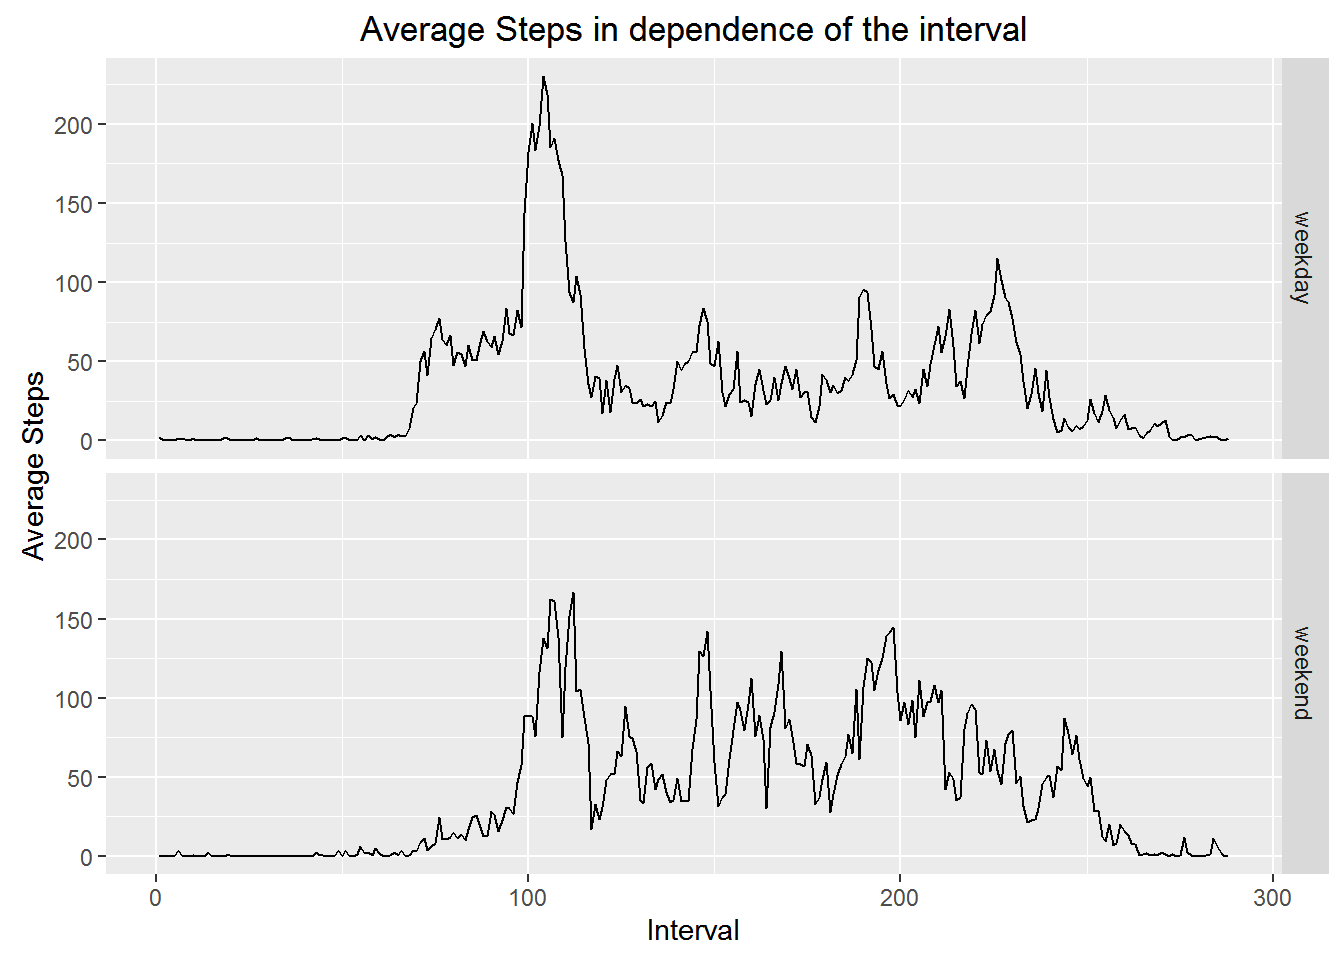 Average Steps in dependence of the interval
Average Steps
200
150
100
50
0
weekday
200
150
100
50
0
weekend
0 100 200 300
Interval